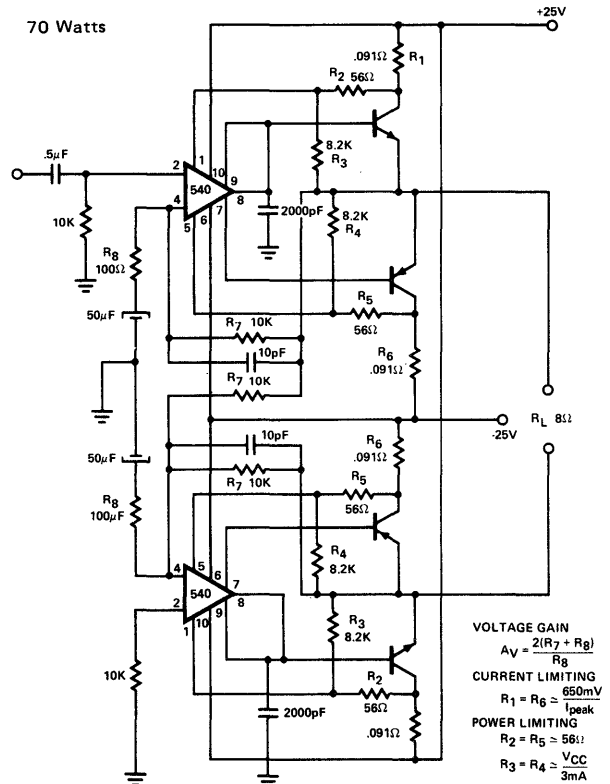 70 Watts
+25V
.091Ω R1
R2 56Ω
8.2K
R3
.5μF
2 1 10 9
540
4 5 6 7 8
2000pF
10K
8.2K
R4
R8
100Ω
R5
56Ω
50μF
R7 10K
10pF
R6
.091Ω
R7 10K
-25V
RL 8Ω
10pF
R6
.091Ω
50μF
R7 10K
R5
56Ω
R8
100μF
R4
8.2K
4 5 6 7
540
2 1 10 9 8
R3
8.2K
10K
R2
56Ω
2000pF
.091Ω
VOLTAGE GAIN
AV = 2(R7 + R8)
R8
CURRENT LIMITING
R1 = R6 ≃ 650mV
Ipeak
POWER LIMITING
R2 = R5 ≃ 56Ω
R3 = R4 ≃ VCC
3mA